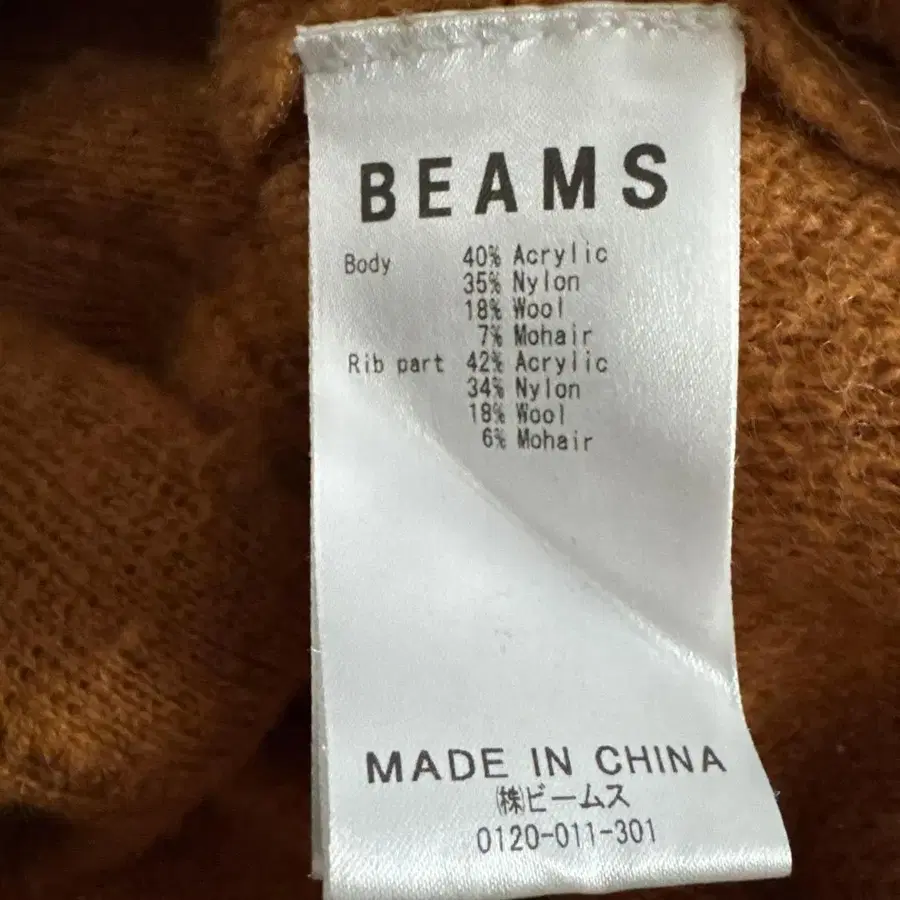 BEAMS
Body 40% Acrylic
35% Nylon
18% Wool
7% Mohair
Rib part 42% Acrylic
34% Nylon
18% Wool
6% Mohair
MADE IN CHINA
㈱ビームス
0120-011-301